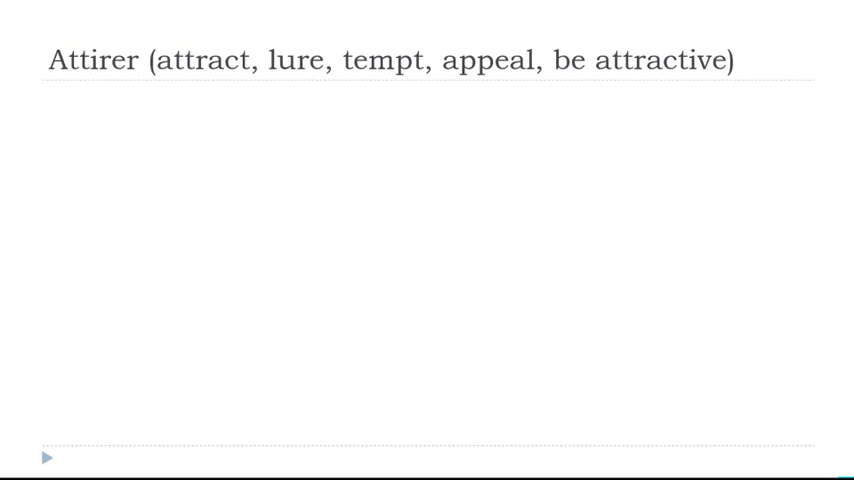 Attirer (attract, lure, tempt, appeal, be attractive)